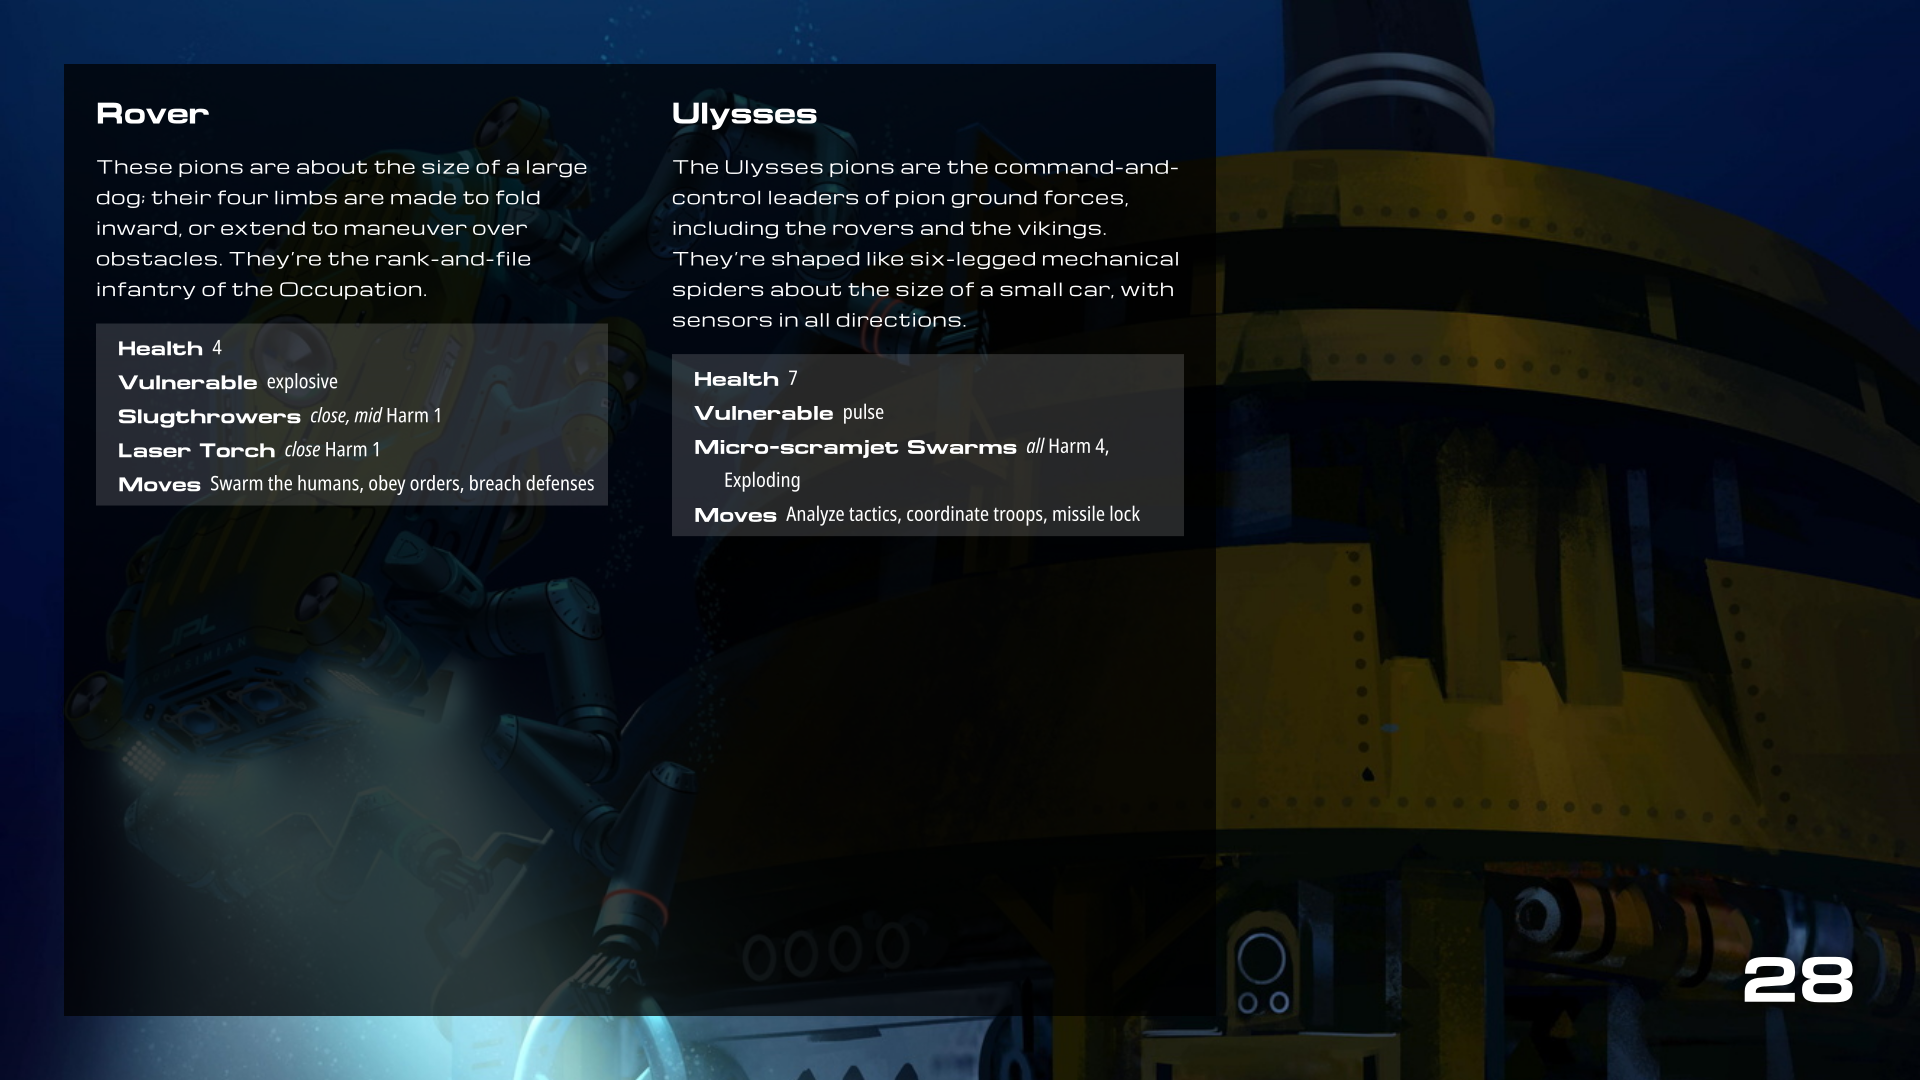 Rover
These pions are about the size of a large
dog; their four limbs are made to fold
inward, or extend to maneuver over
obstacles. They're the rank-and-file
infantry of the Occupation.
Health 4
Vulnerable explosive
Slugthrowers close, mid Harm 1
Laser Torch close Harm 1
Moves Swarm the humans, obey orders, breach defenses
Ulysses
The Ulysses pions are the command-and-
control leaders of pion ground forces,
including the rovers and the vikings.
They're shaped like six-legged mechanical
spiders about the size of a small car, with
sensors in all directions.
Health 7
Vulnerable pulse
Micro-scramjet Swarms all Harm 4,
Exploding
Moves Analyze tactics, coordinate troops, missile lock
JPL
28